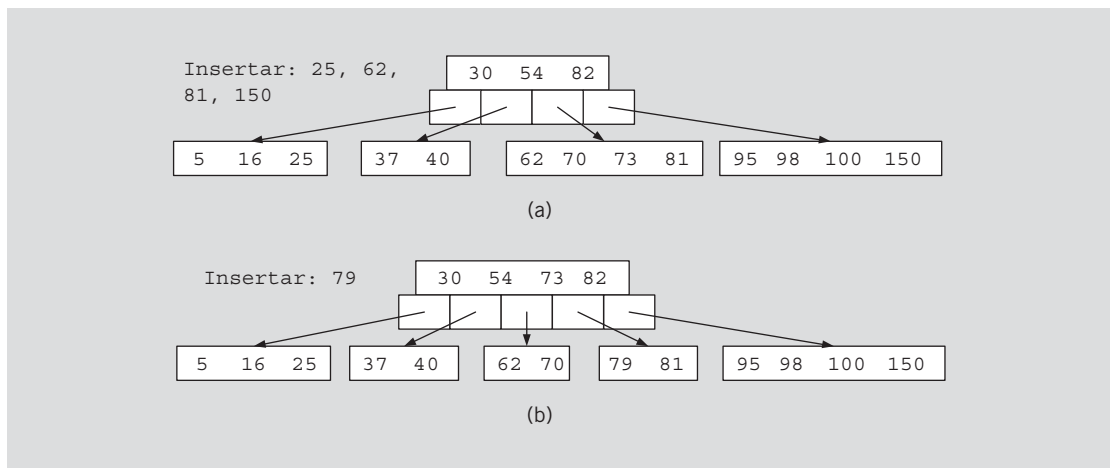 Insertar: 25, 62,
81, 150
30 54 82
5 16 25
37 40
62 70 73 81
95 98 100 150
(a)
Insertar: 79
30 54 73 82
5 16 25
37 40
62 70
79 81
95 98 100 150
(b)